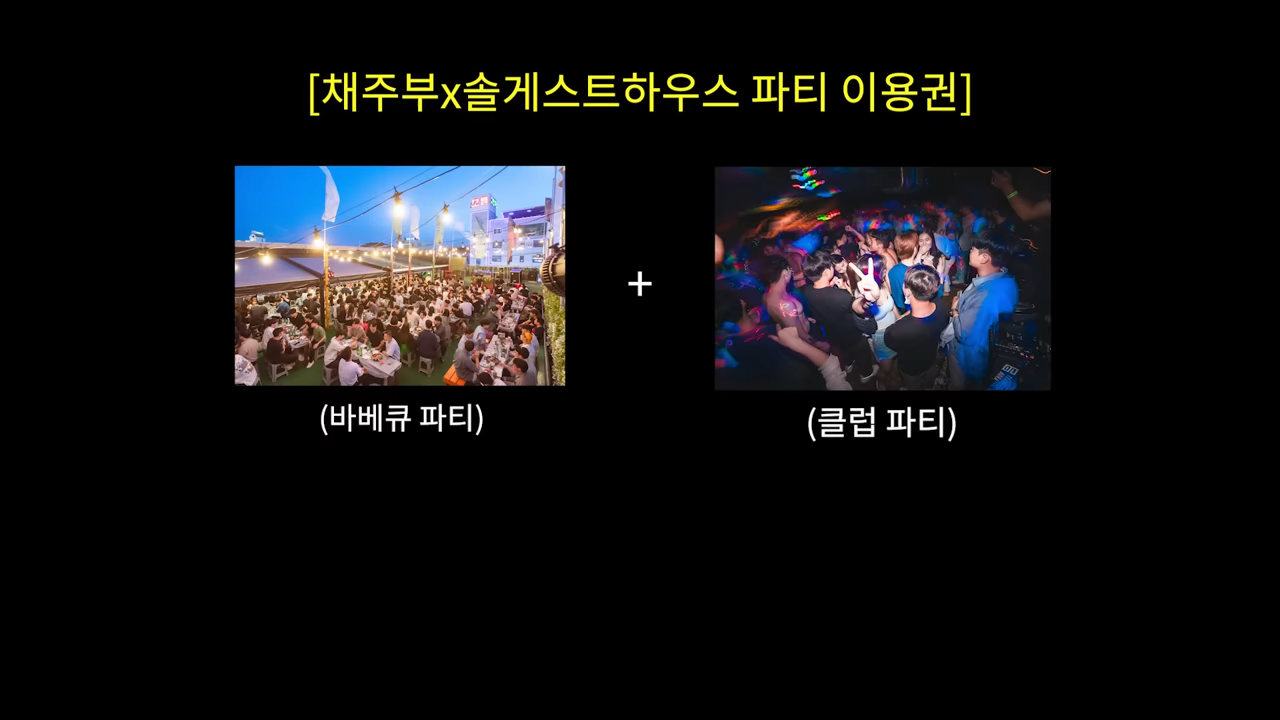 [채주부x솔게스트하우스 파티 이용권]
+
(바베큐 파티)
(클럽 파티)